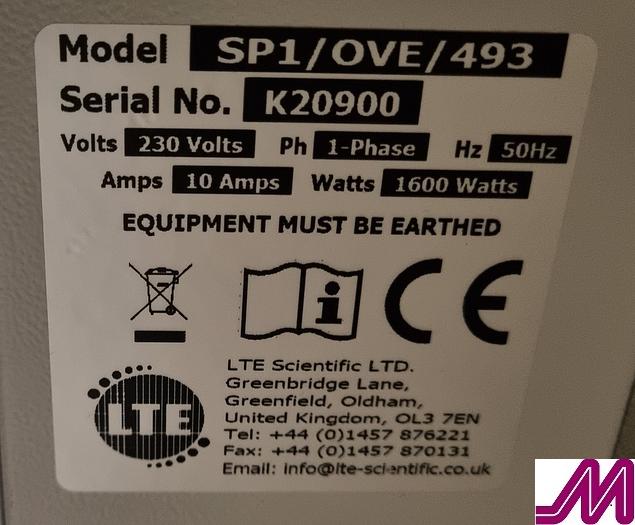 Model SP1/OVE/493
Serial No. K20900
Volts 230 Volts Ph 1-Phase Hz 50Hz
Amps 10 Amps Watts 1600 Watts
EQUIPMENT MUST BE EARTHED
i CE
LTE
LTE Scientific LTD.
Greenbridge Lane,
Greenfield, Oldham,
United Kingdom, OL3 7EN
Tel: +44 (0)1457 876221
Fax: +44 (0)1457 870131
Email: info@lte-scientific.co.uk
M